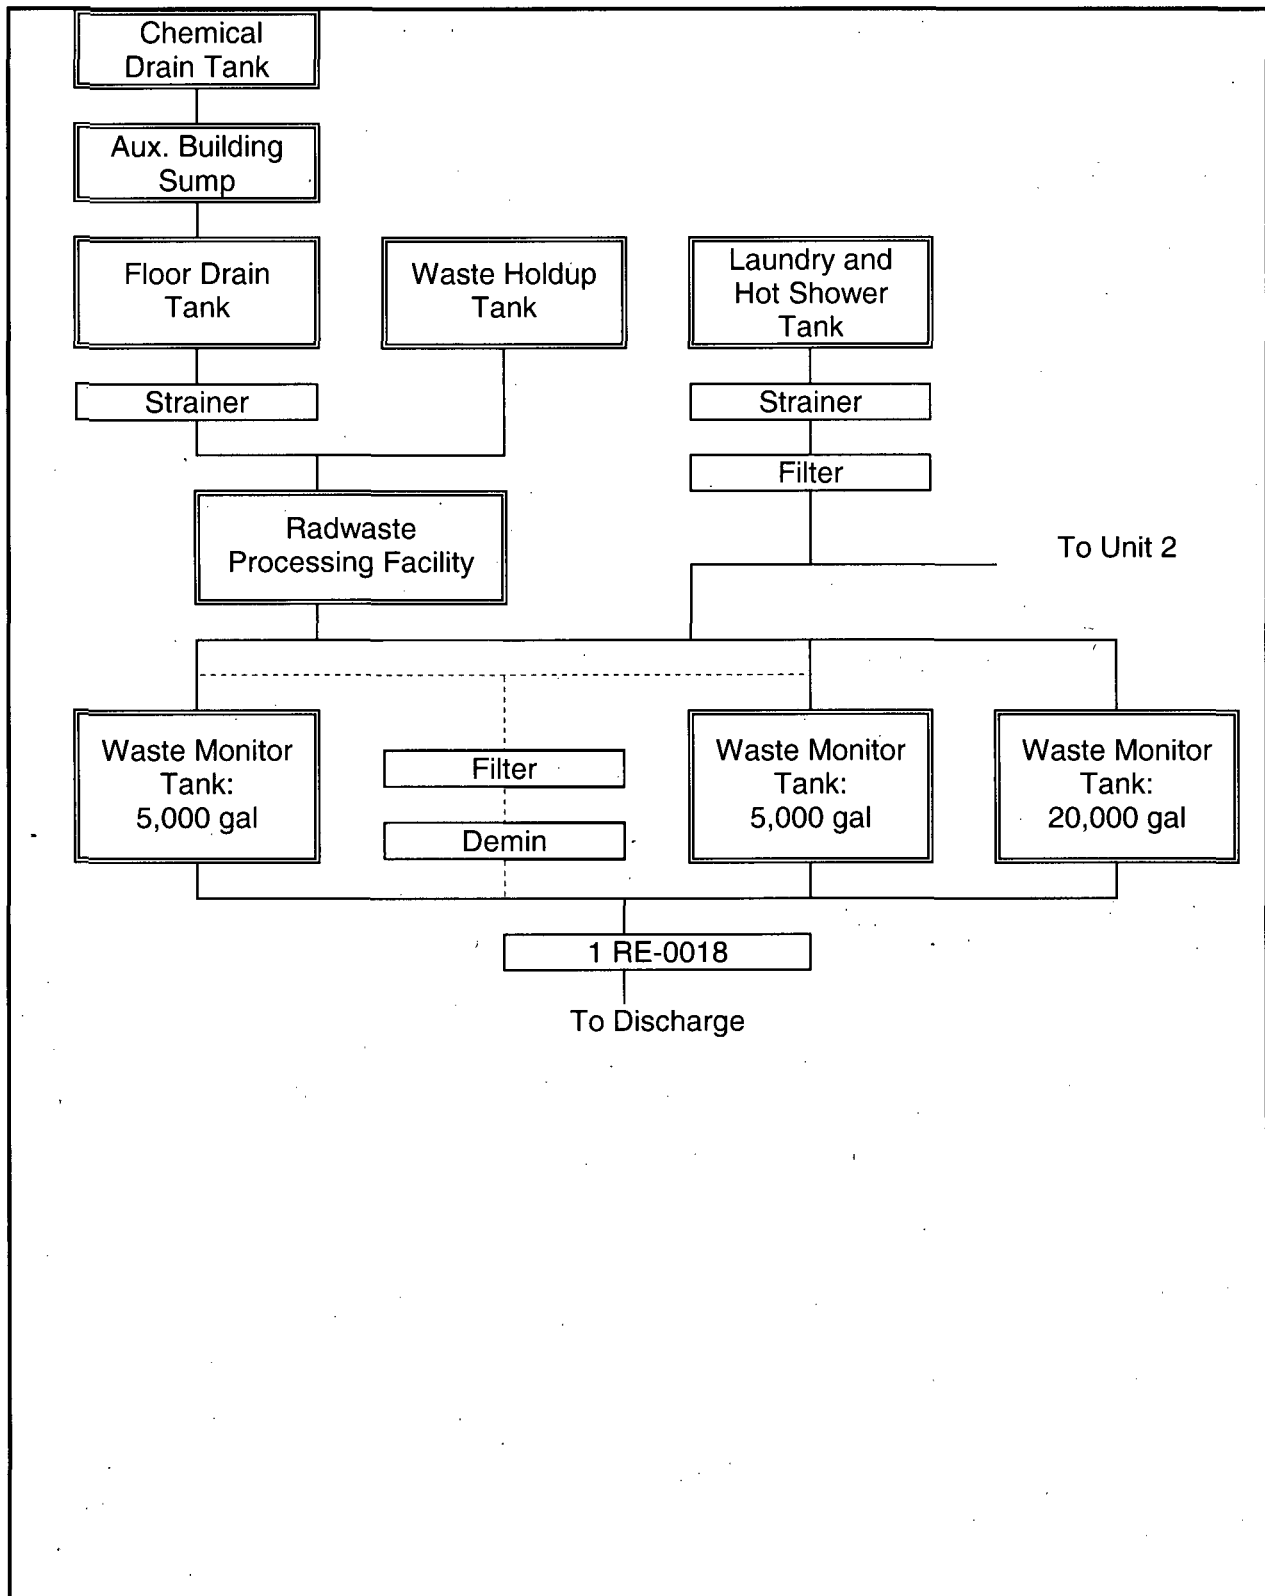 Chemical
Drain Tank
Aux. Building
Sump
Floor Drain
Tank
Waste Holdup
Tank
Laundry and
Hot Shower
Tank
Strainer
Strainer
Filter
Radwaste
Processing Facility
To Unit 2
Waste Monitor
Tank:
5,000 gal
Filter
Demin
Waste Monitor
Tank:
5,000 gal
Waste Monitor
Tank:
20,000 gal
1 RE-0018
To Discharge